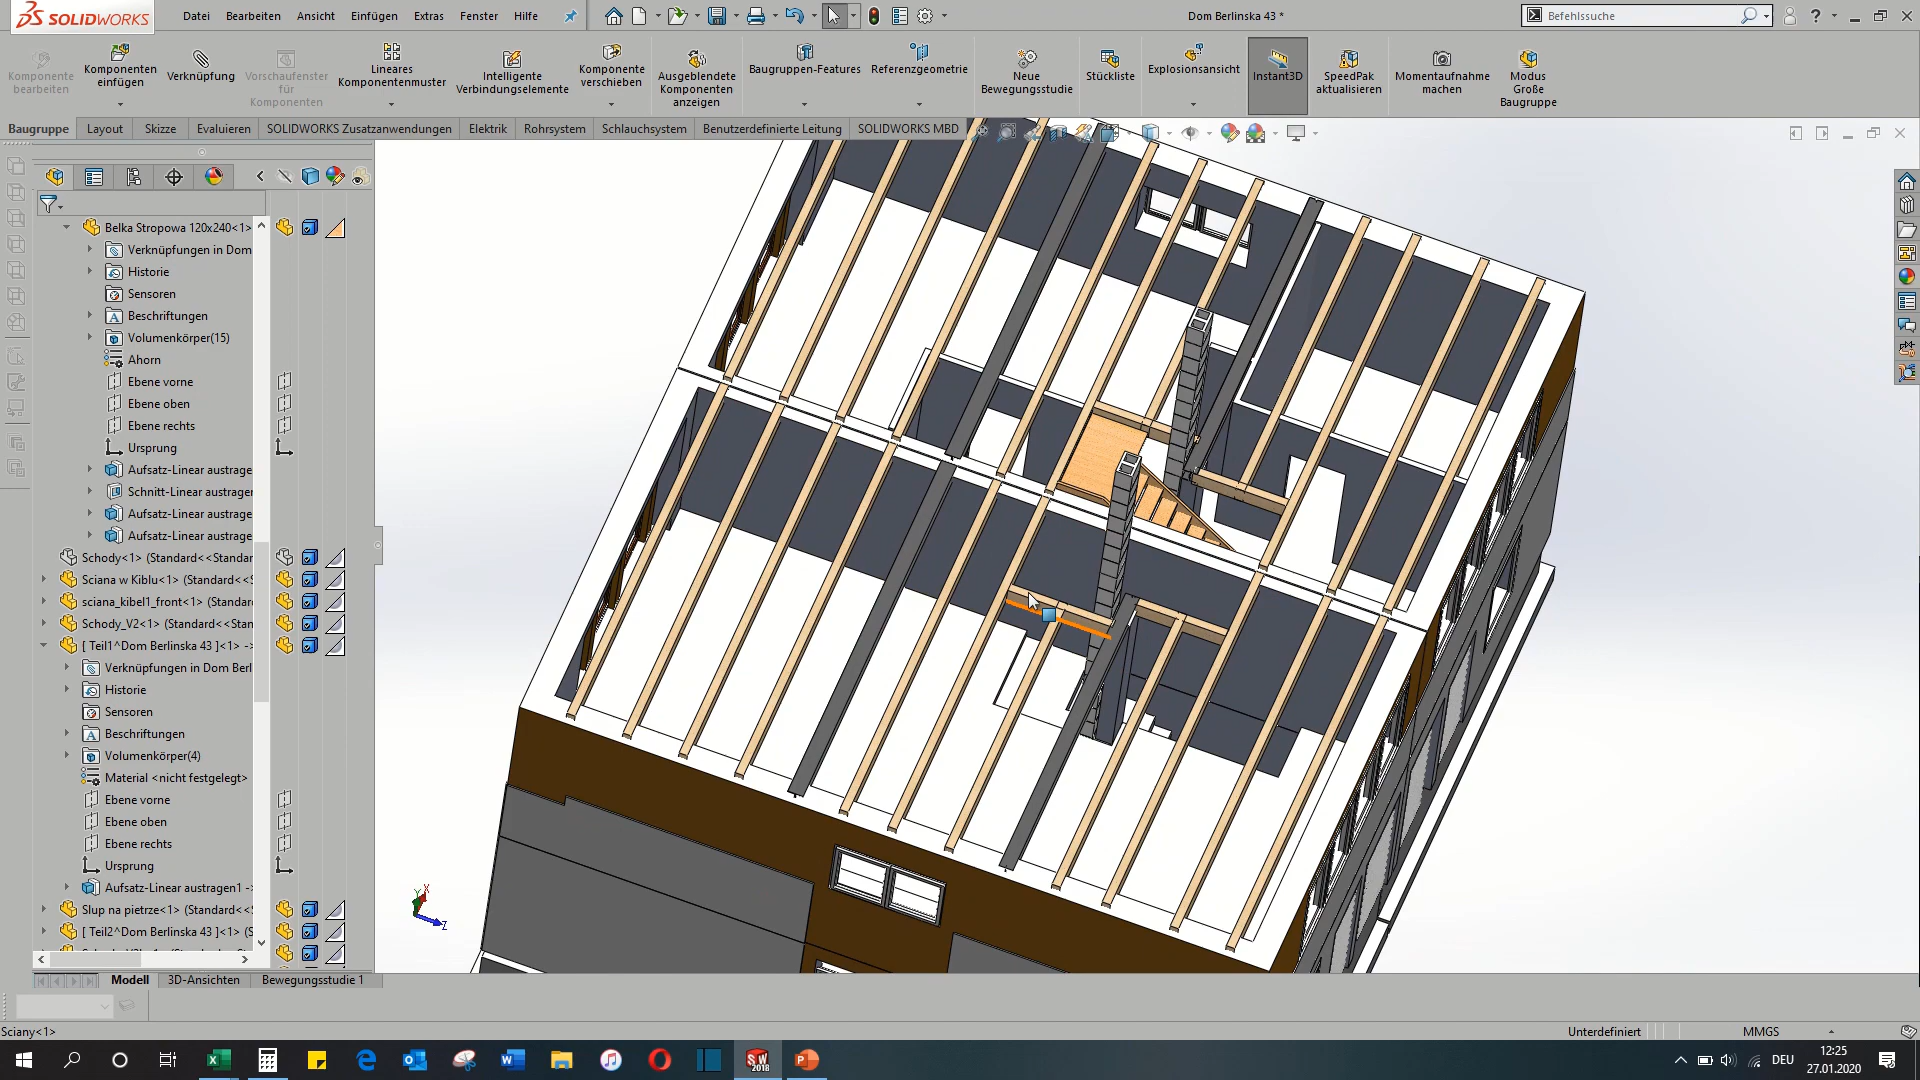 SOLIDWORKS
Datei
Bearbeiten
Ansicht
Einfügen
Extras
Fenster
Hilfe
Dom Berlinska 43 *
Befehlssuche
Komponente bearbeiten
Komponenten einfügen
Verknüpfung
Vorschaufenster für Komponenten
Lineares Komponentenmuster
Intelligente Verbindungselemente
Komponente verschieben
Ausgeblendete Komponenten anzeigen
Baugruppen-Features
Referenzgeometrie
Neue Bewegungsstudie
Stückliste
Explosionsansicht
Instant3D
SpeedPak aktualisieren
Momentaufnahme machen
Modus Große Baugruppe
Baugruppe
Layout
Skizze
Evaluieren
SOLIDWORKS Zusatzanwendungen
Elektrik
Rohrsystem
Schlauchsystem
Benutzerdefinierte Leitung
SOLIDWORKS MBD
Belka Stropowa 120x240<1>
Verknüpfungen in Dom
Historie
Sensoren
Beschriftungen
Volumenkörper(15)
Ahorn
Ebene vorne
Ebene oben
Ebene rechts
Ursprung
Aufsatz-Linear austrage
Schnitt-Linear austrager
Aufsatz-Linear austrage
Aufsatz-Linear austrage
Schody<1> (Standard<<Standar
Sciana w Kiblu<1> (Standard<<S
sciana_kibel1_front<1> (Standar
Schody_V2<1> (Standard<<Stand
[ Teil1^Dom Berlinska 43 ]<1> ->
Verknüpfungen in Dom Berl
Historie
Sensoren
Beschriftungen
Volumenkörper(4)
Material <nicht festgelegt>
Ebene vorne
Ebene oben
Ebene rechts
Ursprung
Aufsatz-Linear austragen1 ->
Slup na pietrze<1> (Standard<<S
[ Teil2^Dom Berlinska 43 ]<1> (S
Y
X
Z
Modell
3D-Ansichten
Bewegungsstudie 1
Sciany<1>
Unterdefiniert
MMGS
DEU
12:25
27.01.2020